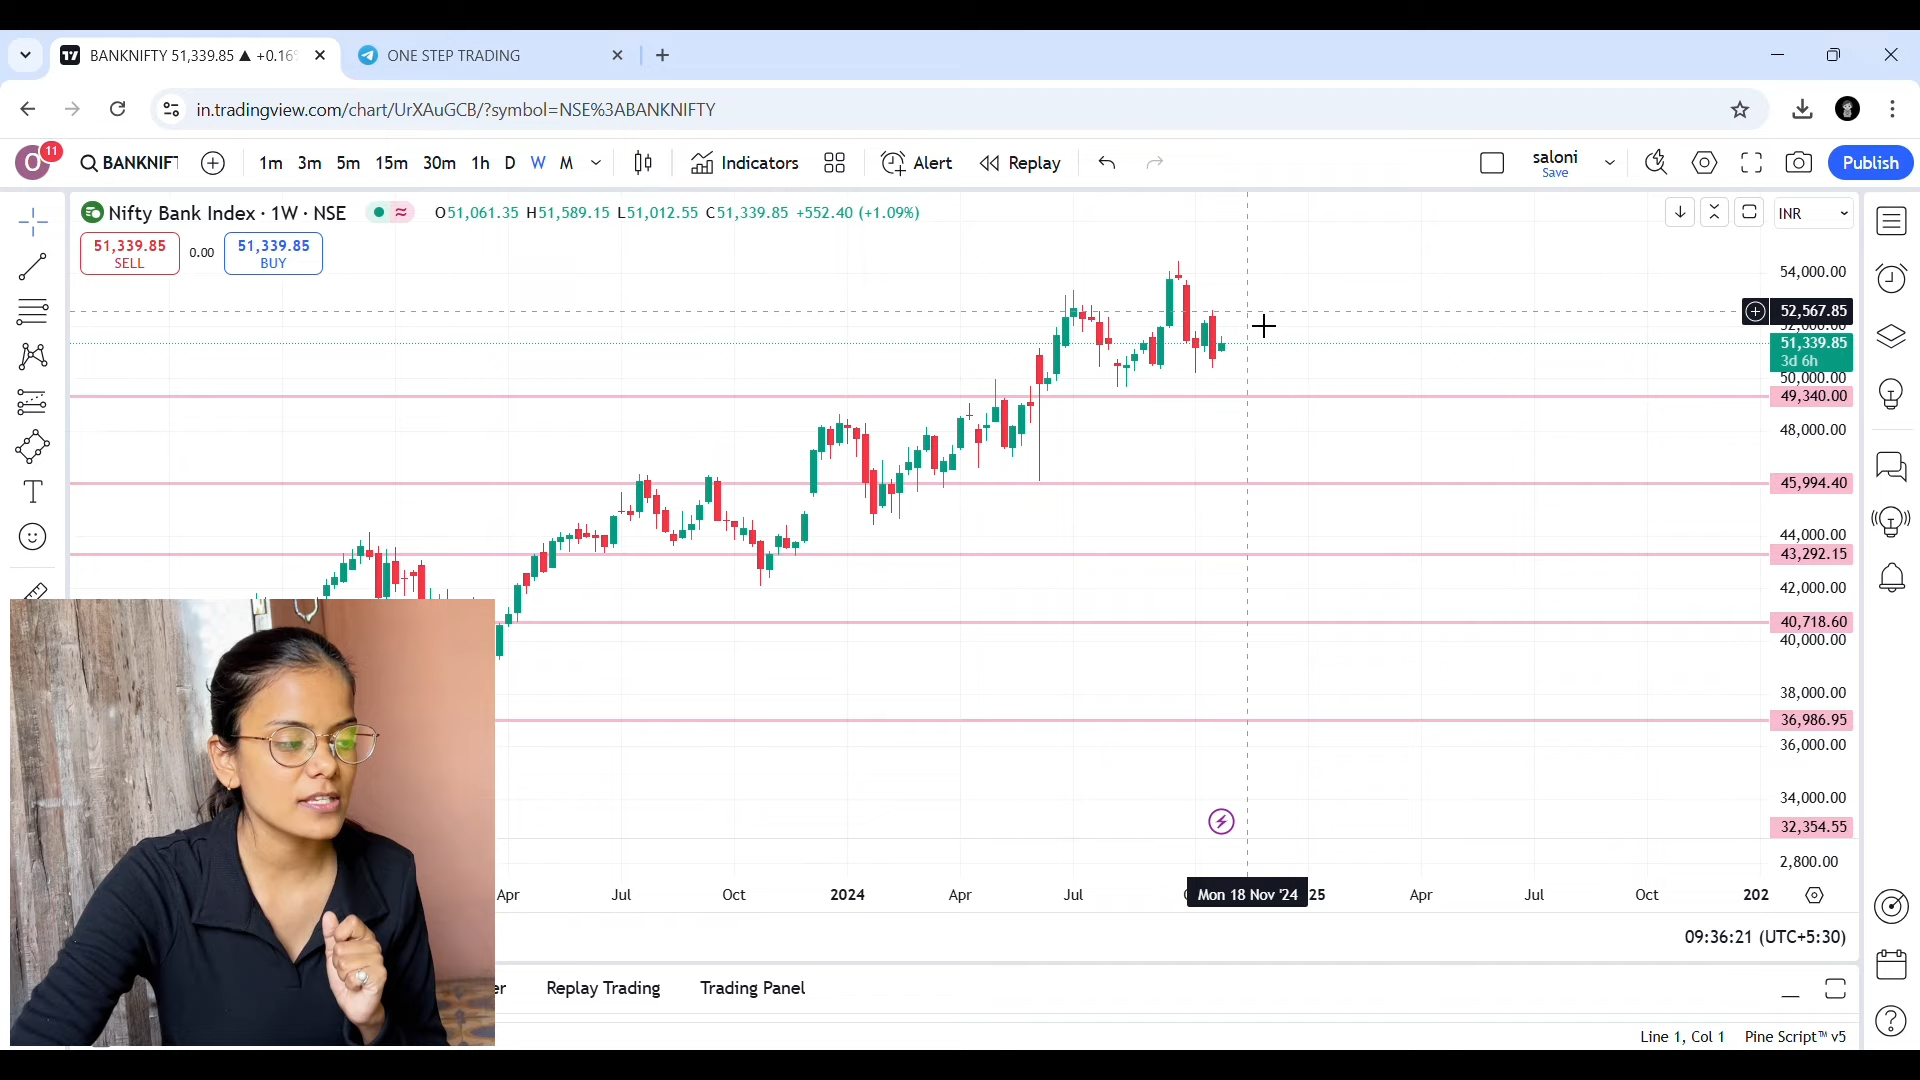 BANKNIFTY 51,339.85 ▲ +0.16%
ONE STEP TRADING
in.tradingview.com/chart/UrXAuGCB/?symbol=NSE%3ABANKNIFTY
O 11
BANKNIFT 1m 3m 5m 15m 30m 1h D W M Indicators Alert Replay saloni Save Publish
Nifty Bank Index · 1W · NSE O51,061.35 H51,589.15 L51,012.55 C51,339.85 +552.40 (+1.09%)
INR
51,339.85 SELL 0.00 51,339.85 BUY
54,000.00
52,567.85
52,000.00
51,339.85
3d 6h
50,000.00
49,340.00
48,000.00
45,994.40
44,000.00
43,292.15
42,000.00
40,718.60
40,000.00
38,000.00
36,986.95
36,000.00
34,000.00
32,354.55
2,800.00
Apr Jul Oct 2024 Apr Jul Mon 18 Nov '24 25 Apr Jul Oct 202
09:36:21 (UTC+5:30)
er Replay Trading Trading Panel
Line 1, Col 1 Pine Script™ v5